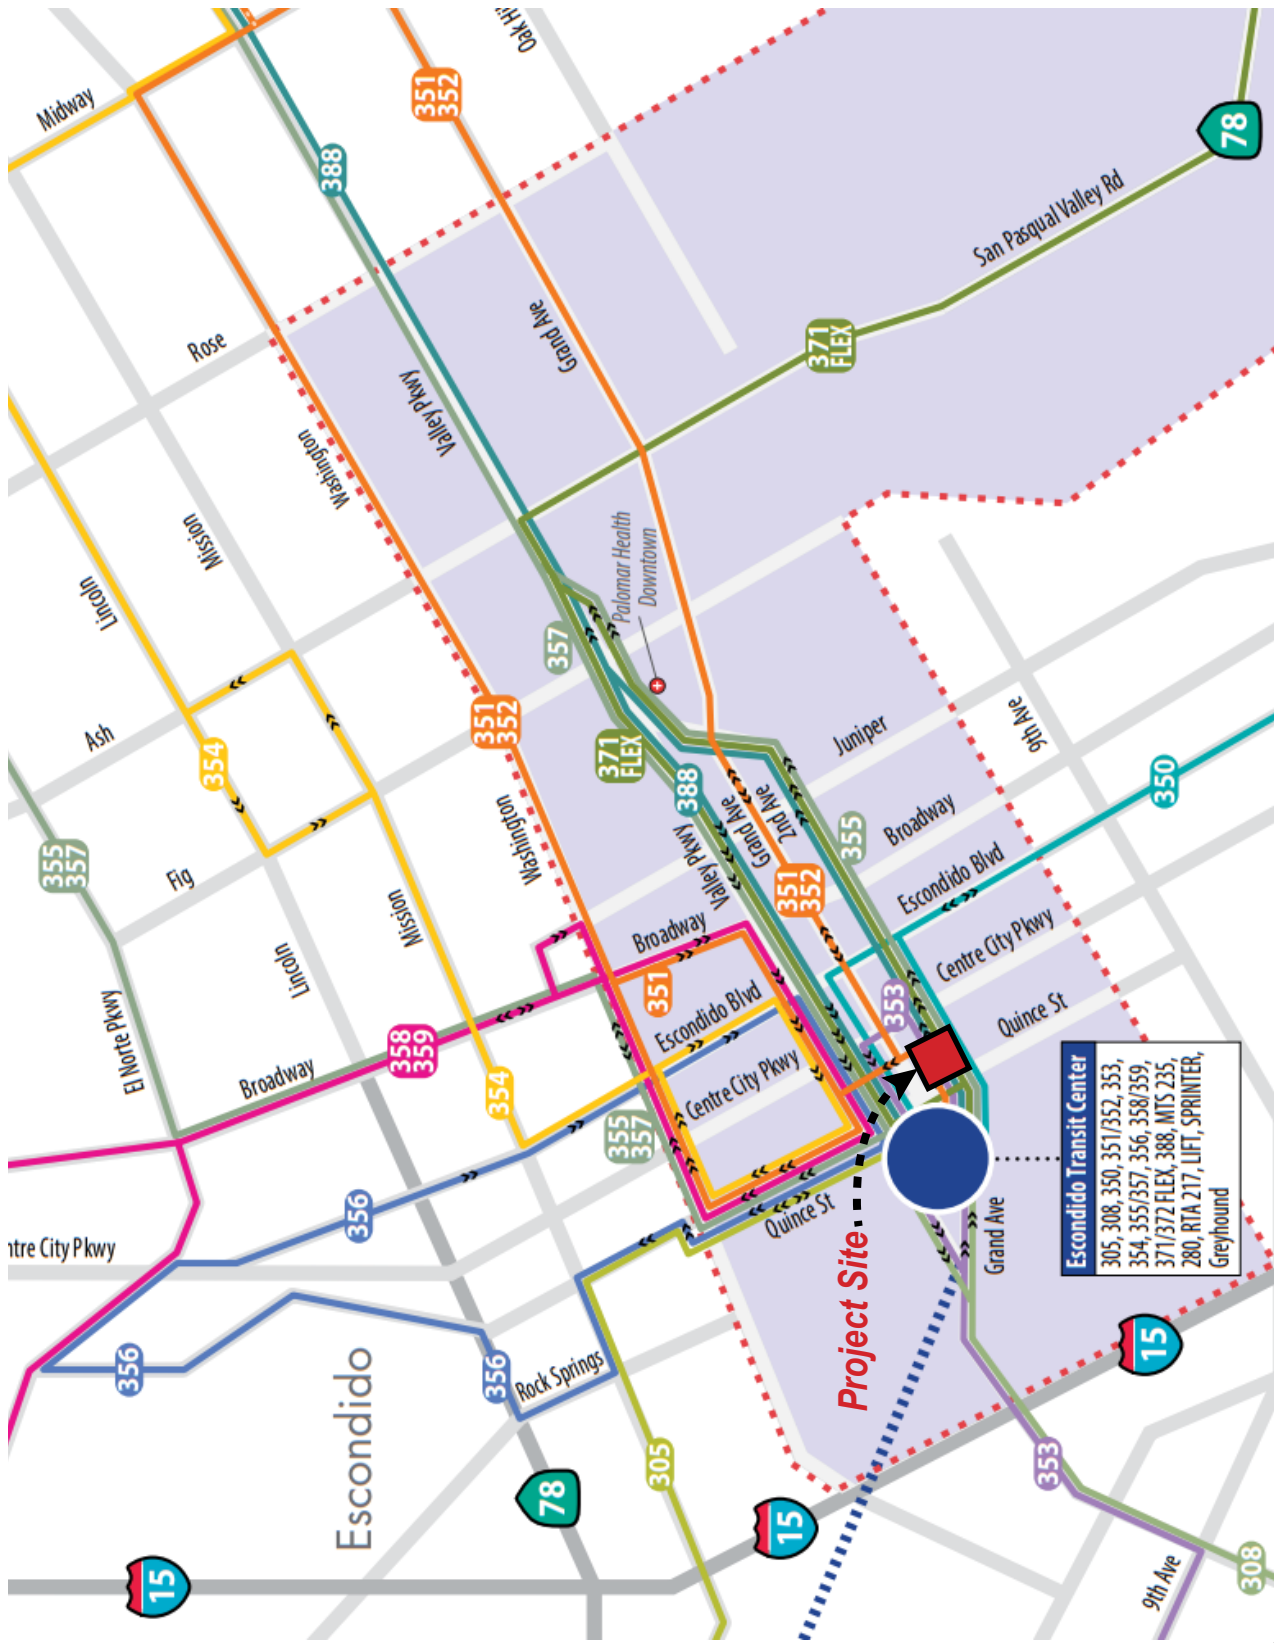 Midway
Oak Hil
351
352
388
78
San Pasqual Valley Rd
Rose
Grand Ave
371
FLEX
Valley Pkwy
Washington
Mission
Lincoln
Palomar Health
Downtown
357
Ash
354
351
352
371
FLEX
388
Juniper
9th Ave
350
355
357
Fig
Washington
Valley Pkwy
Grand Ave
2nd Ave
355
Broadway
Escondido Blvd
Mission
Lincoln
351
352
Broadway
Centre City Pkwy
351
353
El Norte Pkwy
358
359
Escondido Blvd
Quince St
Broadway
354
Centre City Pkwy
355
357
356
Quince St
ntre City Pkwy
Grand Ave
Project Site
Escondido Transit Center
305, 308, 350, 351/352, 353,
354, 355/357, 356, 358/359,
371/372 FLEX, 388, MTS 235,
280, RTA 217, LIFT, SPRINTER,
Greyhound
356
356
Rock Springs
15
Escondido
305
353
78
15
15
9th Ave
308